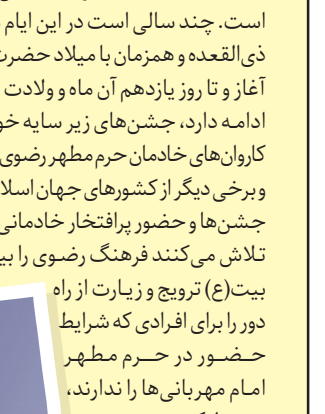 است. چند سالی است در این ایام
ذی‌القعده و همزمان با میلاد حضرت
آغاز و تا روز یازدهم آن ماه و ولادت
ادامه دارد، جشن‌های زیر سایه خو
کاروان‌های خادمان حرم مطهر رضوی
و برخی دیگر از کشورهای جهان اسلا
جشن‌ها و حضور پرافتخار خادمانی
تلاش می‌کنند فرهنگ رضوی را بی
بیت(ع) ترویج و زیارت از راه
دور را برای افرادی که شرایط
حضور در حرم مطهر
امام مهربانی‌ها را ندارند،